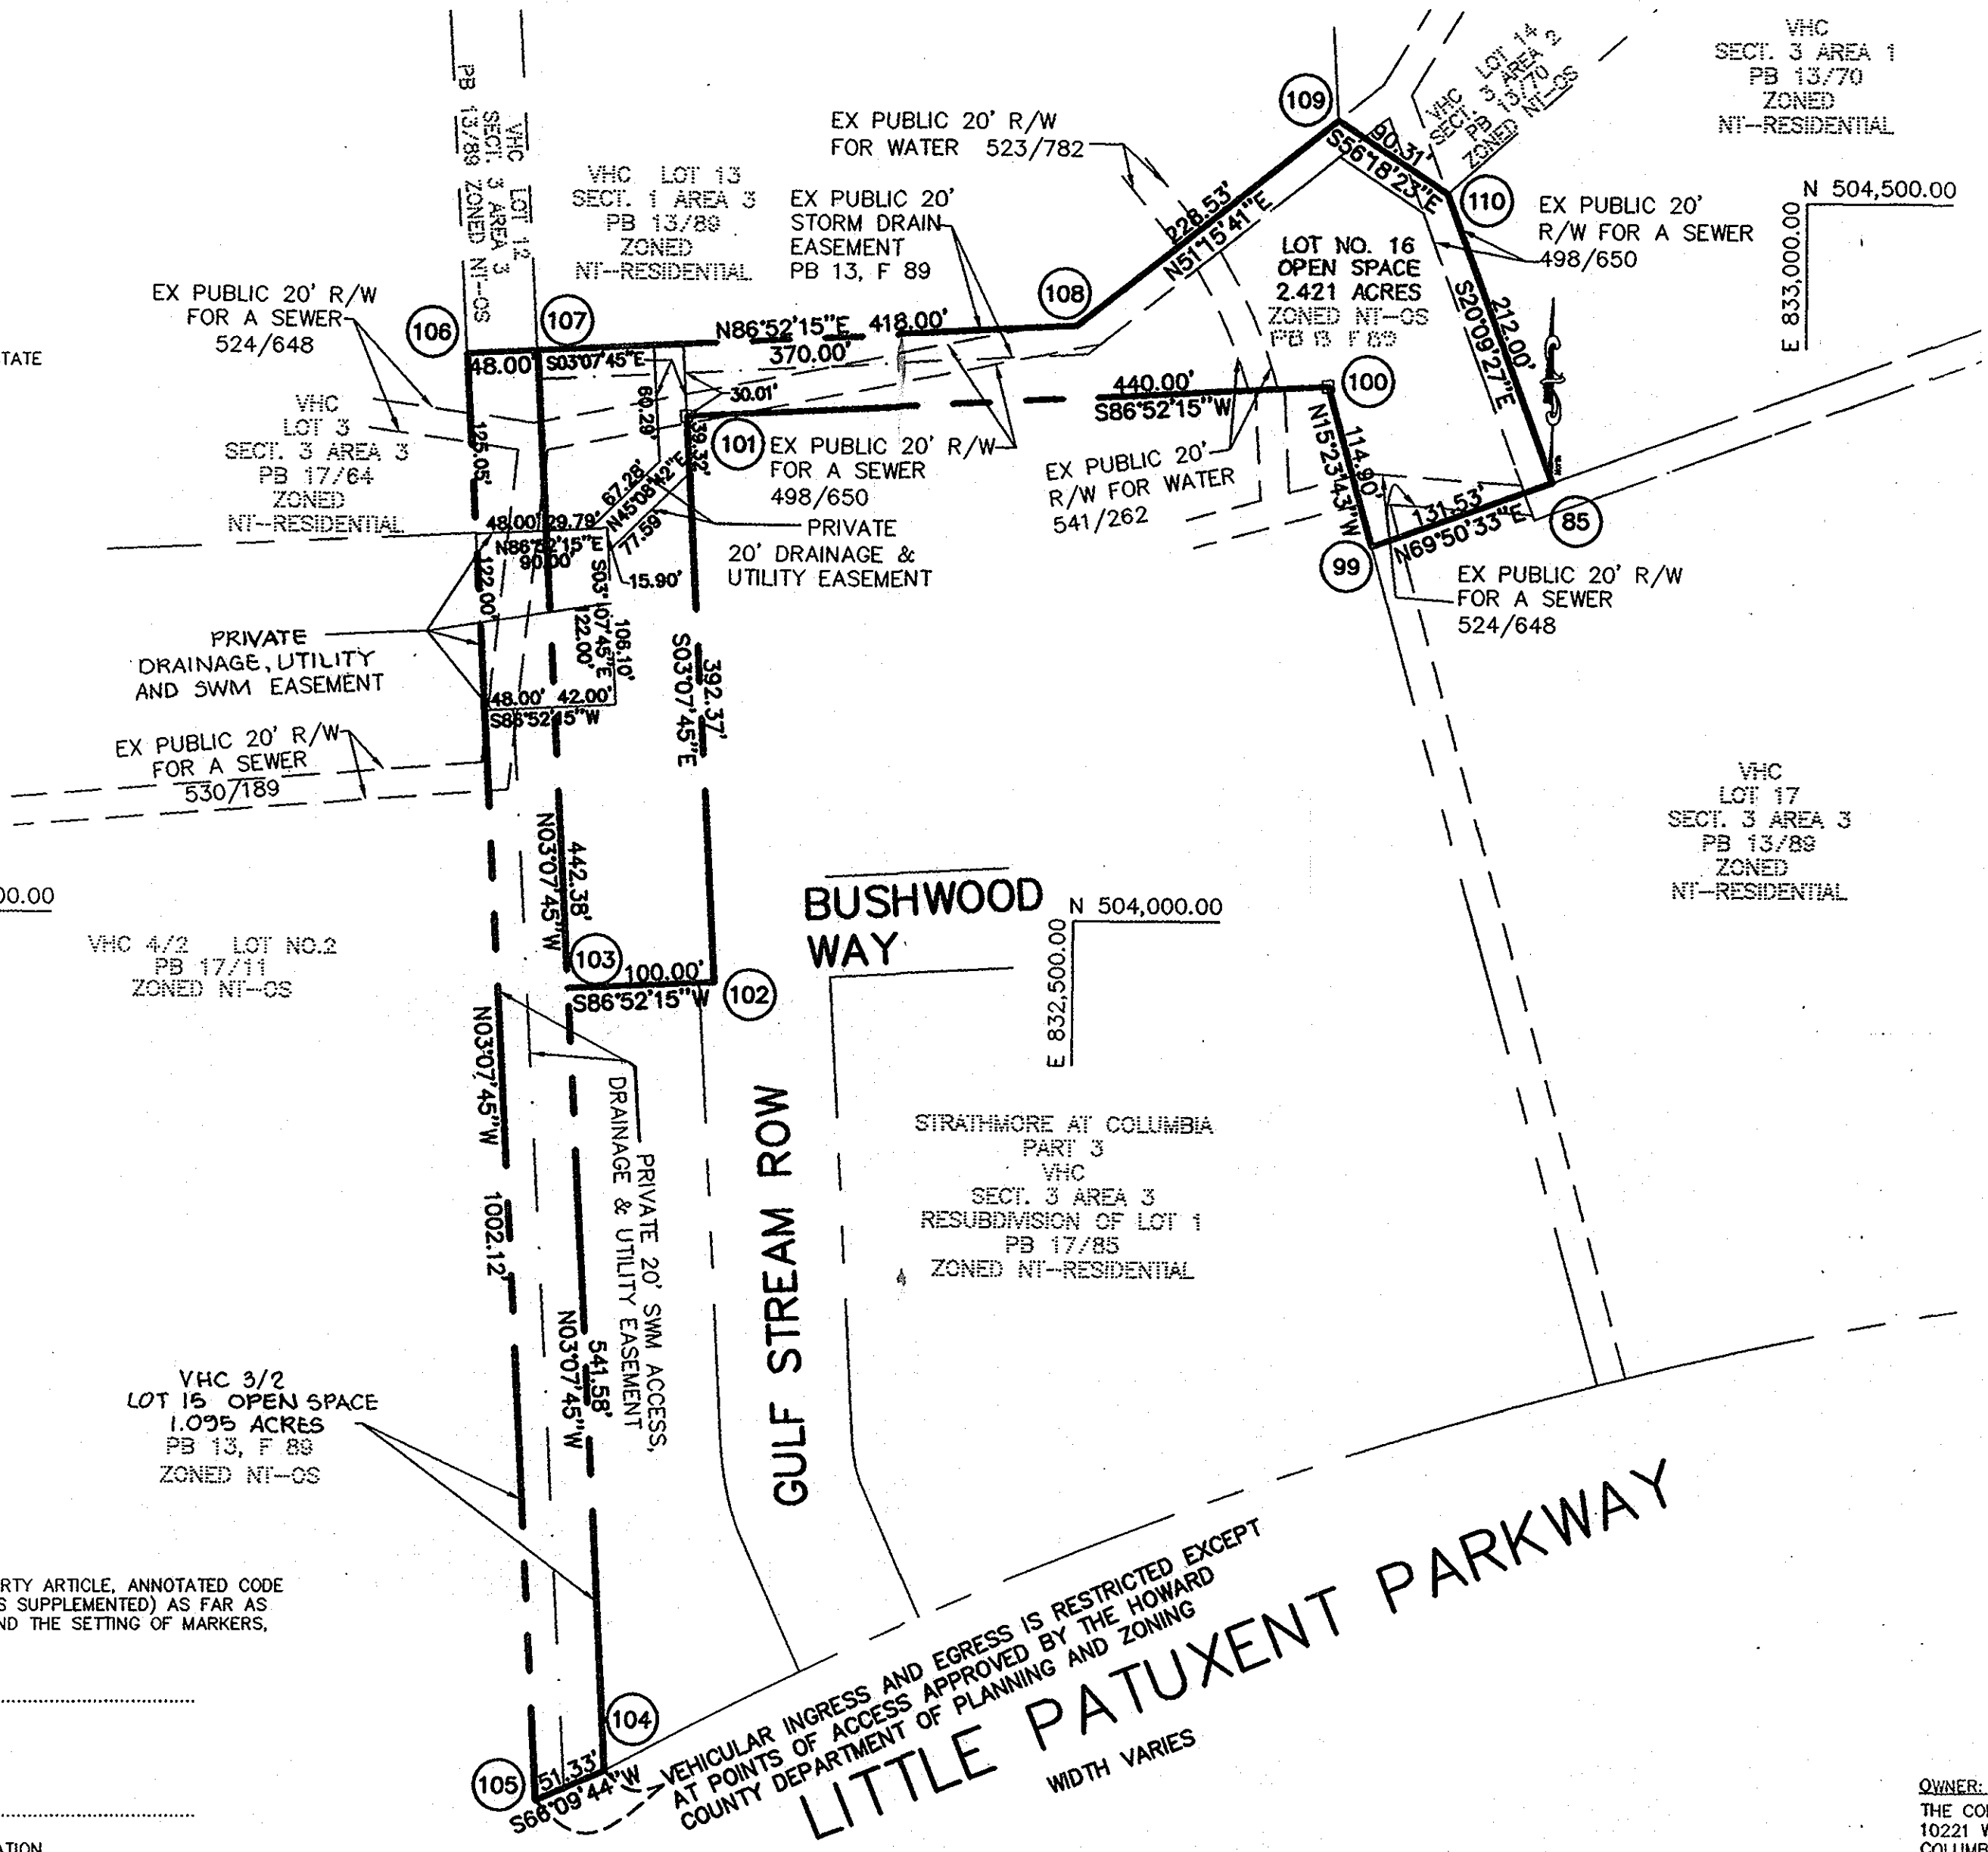 VHC
SECT. 3 AREA 1
PB 13/70
ZONED
NT-RESIDENTIAL
VHC LOT 14
SECT. 3 AREA 2
PB 13/70
ZONED NT-OS
109
90.31'
S56°18'23"E
110
EX PUBLIC 20' R/W
FOR WATER 523/782
VHC LOT 12
SECT. 3 AREA 3
PB 13/89 ZONED NT-OS
VHC LOT 13
SECT. 1 AREA 3
PB 13/89
ZONED
NT-RESIDENTIAL
EX PUBLIC 20'
STORM DRAIN
EASEMENT
PB 13, F 89
228.53'
N51°15'41"E
LOT NO. 16
OPEN SPACE
2.421 ACRES
ZONED NT-OS
PB 13 F 89
EX PUBLIC 20'
R/W FOR A SEWER
498/650
N 504,500.00
E 833,000.00
EX PUBLIC 20' R/W
FOR A SEWER
524/648
106
107
108
N86°52'15"E 418.00'
370.00'
48.00'
S03°07'45"E
TATE
212.00'
S20°09'27"E
100
440.00'
S86°52'15"W
VHC
LOT 3
SECT. 3 AREA 3
PB 17/64
ZONED
NT-RESIDENTIAL
125.05'
60.29'
30.01'
39.32'
101
EX PUBLIC 20' R/W
FOR A SEWER
498/650
EX PUBLIC 20'
R/W FOR WATER
541/262
N15°23'43"W
114.90'
131.53'
N69°50'33"E
85
99
EX PUBLIC 20' R/W
FOR A SEWER
524/648
67.28'
N45°08'42"E
77.59'
PRIVATE
20' DRAINAGE &
UTILITY EASEMENT
48.00' 29.79'
N86°52'15"E
90.00'
122.00'
15.90'
S03°07'45"E
106.10'
122.00'
PRIVATE
DRAINAGE, UTILITY
AND SWM EASEMENT
48.00' 42.00'
S86°52'15"W
392.37'
S03°07'45"E
EX PUBLIC 20' R/W
FOR A SEWER
530/189
VHC
LOT 17
SECT. 3 AREA 3
PB 13/89
ZONED
NT-RESIDENTIAL
442.38'
N03°07'45"W
00.00
BUSHWOOD
WAY
N 504,000.00
E 832,500.00
VHC 4/2 LOT NO.2
PB 17/11
ZONED NT-OS
103
100.00'
S86°52'15"W
102
N03°07'45"W 1002.12'
PRIVATE 20' SWM ACCESS,
DRAINAGE & UTILITY EASEMENT
GULF STREAM ROW
STRATHMORE AT COLUMBIA
PART 3
VHC
SECT. 3 AREA 3
RESUBDIVISION OF LOT 1
PB 17/85
ZONED NT-RESIDENTIAL
541.58'
N03°07'45"W
VHC 3/2
LOT 15 OPEN SPACE
1.095 ACRES
PB 13, F 89
ZONED NT-OS
RTY ARTICLE, ANNOTATED CODE
S SUPPLEMENTED) AS FAR AS
ND THE SETTING OF MARKERS,
104
105
51.33'
S66°09'44"W
VEHICULAR INGRESS AND EGRESS IS RESTRICTED EXCEPT
AT POINTS OF ACCESS APPROVED BY THE HOWARD
COUNTY DEPARTMENT OF PLANNING AND ZONING
LITTLE PATUXENT PARKWAY
WIDTH VARIES
ATION
OWNER:
THE CO
10221 W
COLUMB